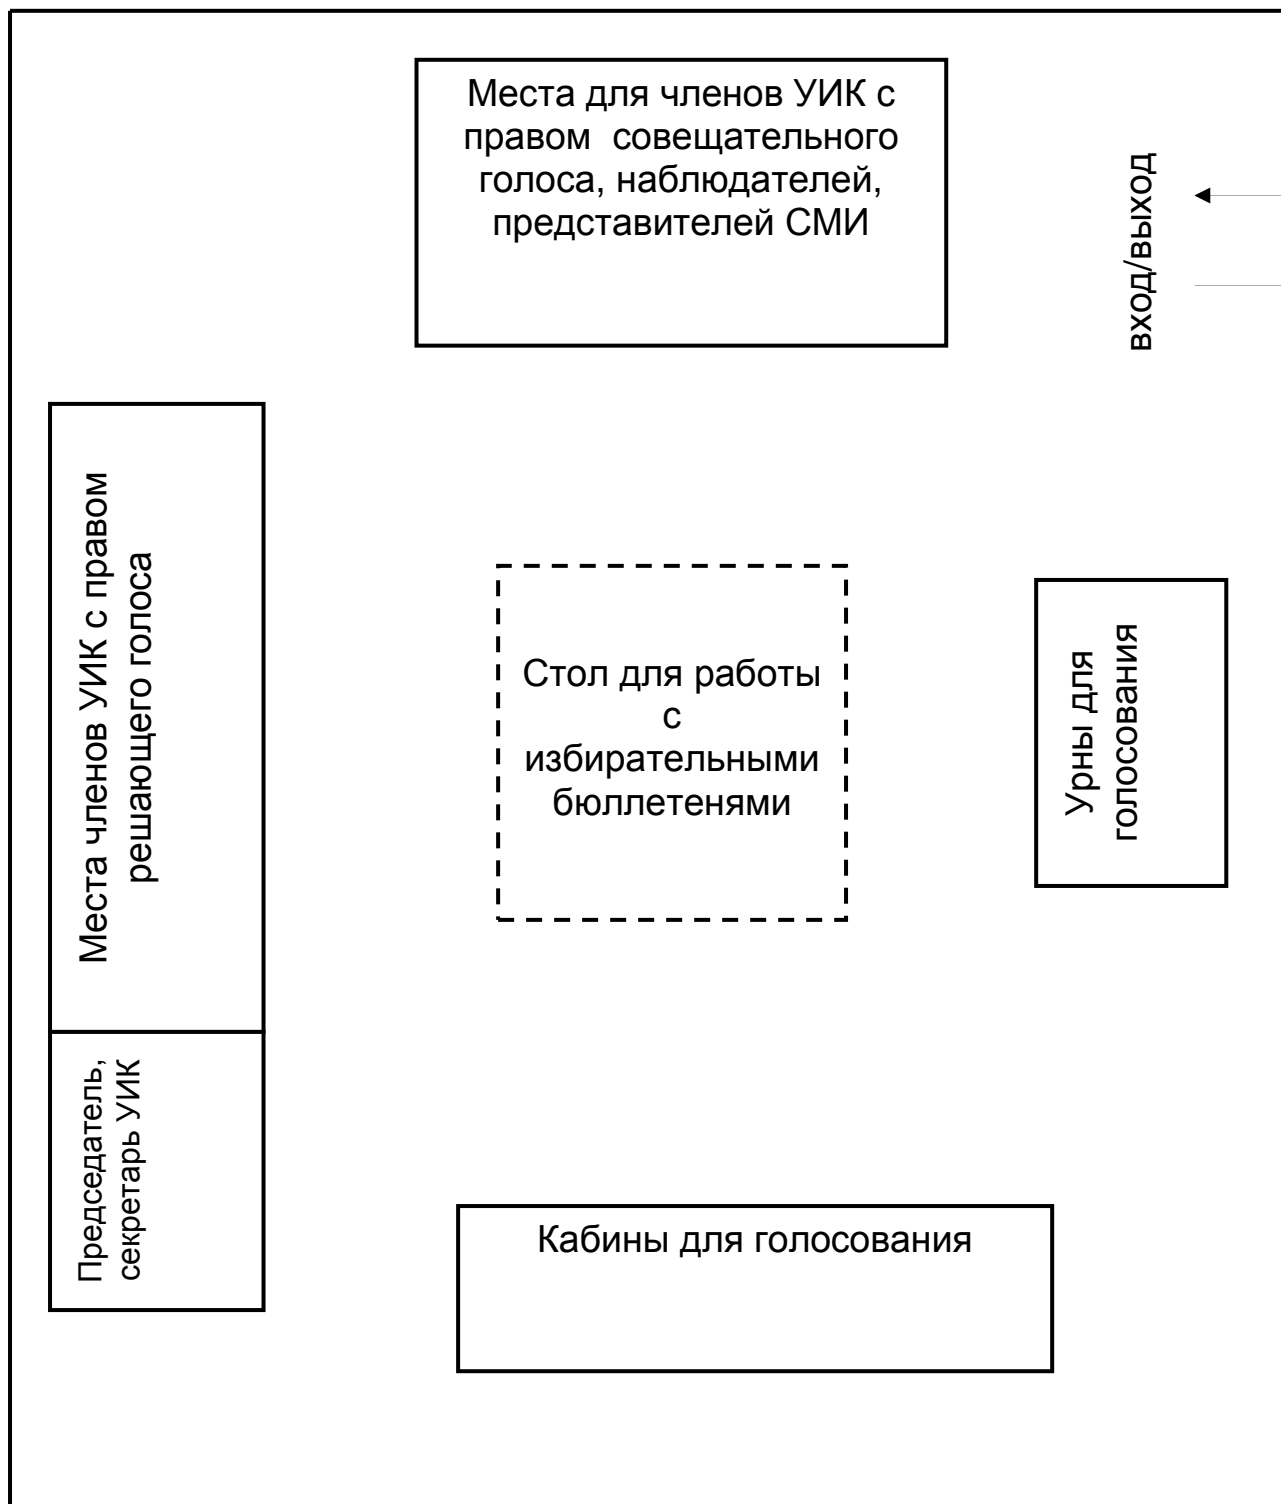 Места для членов УИК с
правом совещательного
голоса, наблюдателей,
представителей СМИ
вход/выход
Места членов УИК с правом
решающего голоса
Стол для работы
с
избирательными
бюллетенями
Урны для
голосования
Председатель,
секретарь УИК
Кабины для голосования